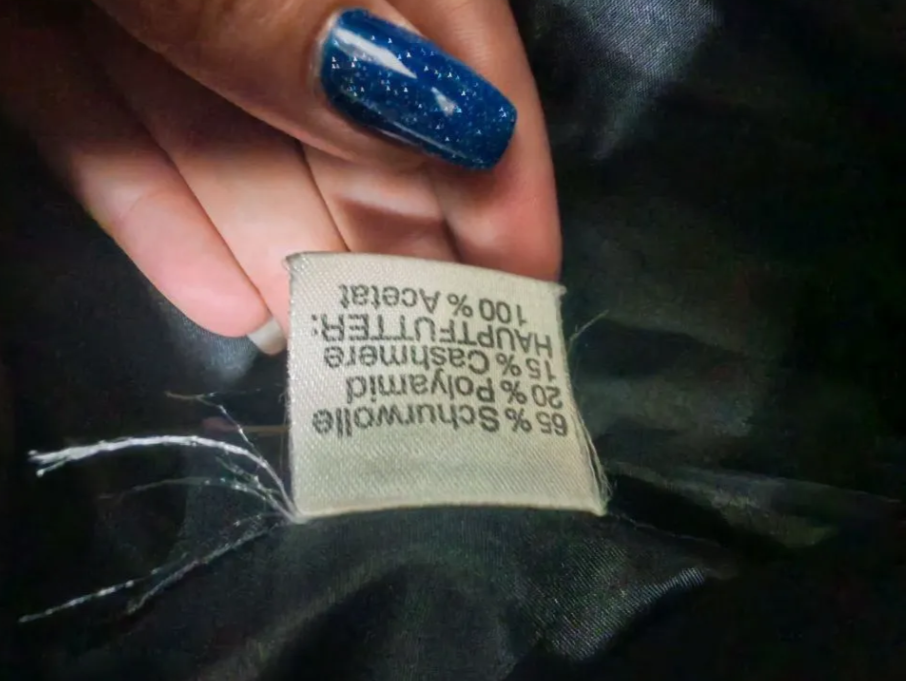 65 % Schurwolle
20 % Polyamid
15 % Cashmere
HAUPTFUTTER:
100 % Acetat